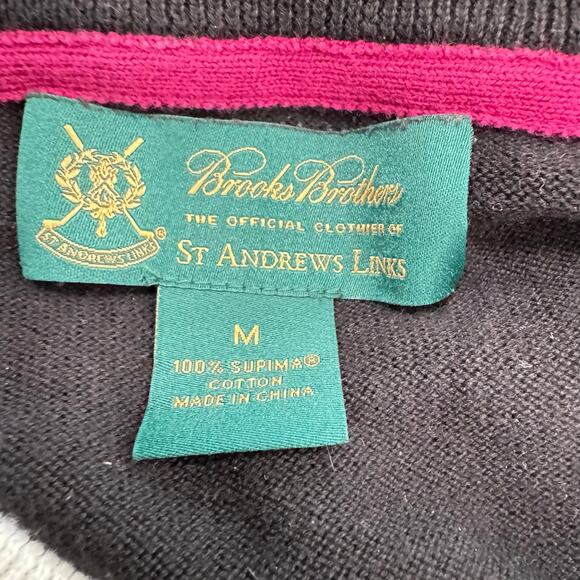 Brooks Brothers
THE OFFICIAL CLOTHIER OF
ST ANDREWS LINKS
ST ANDREWS LINKS®
M
100% SUPIMA®
COTTON
MADE IN CHINA